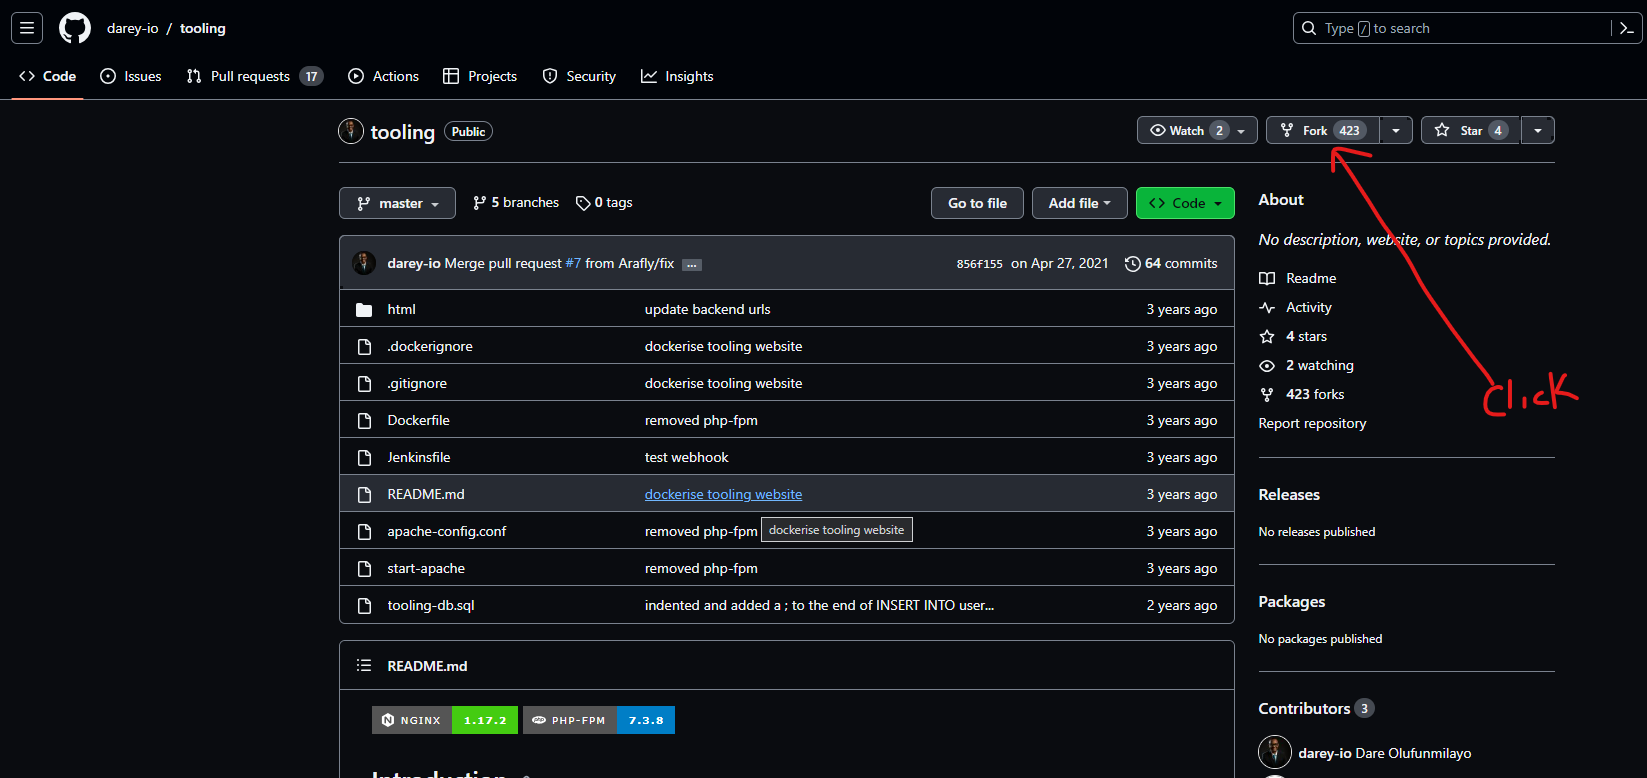 darey-io / tooling
Type / to search
Code Issues Pull requests 17 Actions Projects Security Insights
tooling Public
Watch 2 Fork 423 Star 4
master 5 branches 0 tags Go to file Add file Code
darey-io Merge pull request #7 from Arafly/fix ... 856f155 on Apr 27, 2021 64 commits
html update backend urls 3 years ago
.dockerignore dockerise tooling website 3 years ago
.gitignore dockerise tooling website 3 years ago
Dockerfile removed php-fpm 3 years ago
Jenkinsfile test webhook 3 years ago
README.md dockerise tooling website 3 years ago
apache-config.conf removed php-fpm 3 years ago
dockerise tooling website
start-apache removed php-fpm 3 years ago
tooling-db.sql indented and added a ; to the end of INSERT INTO user... 2 years ago
README.md
NGINX 1.17.2 PHP-FPM 7.3.8
Introduction
About
No description, website, or topics provided.
Readme
Activity
4 stars
2 watching
423 forks
Report repository
Click
Releases
No releases published
Packages
No packages published
Contributors 3
darey-io Dare Olufunmilayo